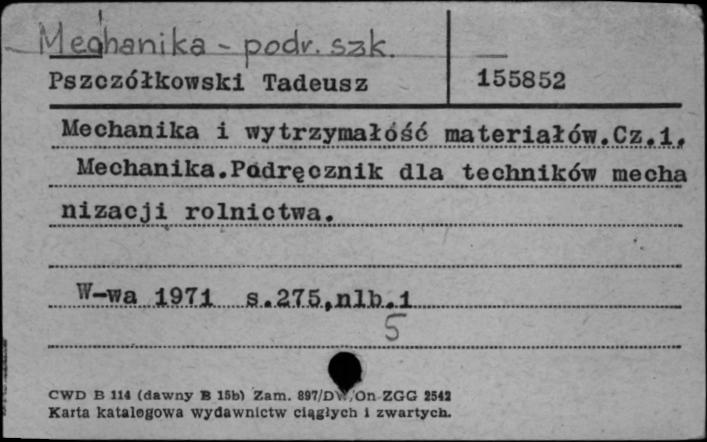 Mechanika - podr. szk.
Pszczółkowski Tadeusz 155852
Mechanika i wytrzymałość materiałów.Cz.1.
Mechanika.Podręcznik dla techników mecha
nizacji rolnictwa.
W-wa 1971 s.275,nlb.1
5
CWD B 114 (dawny B 15b) Zam. 897/DW/On ZGG 2542
Karta katalogowa wydawnictw ciągłych i zwartych.